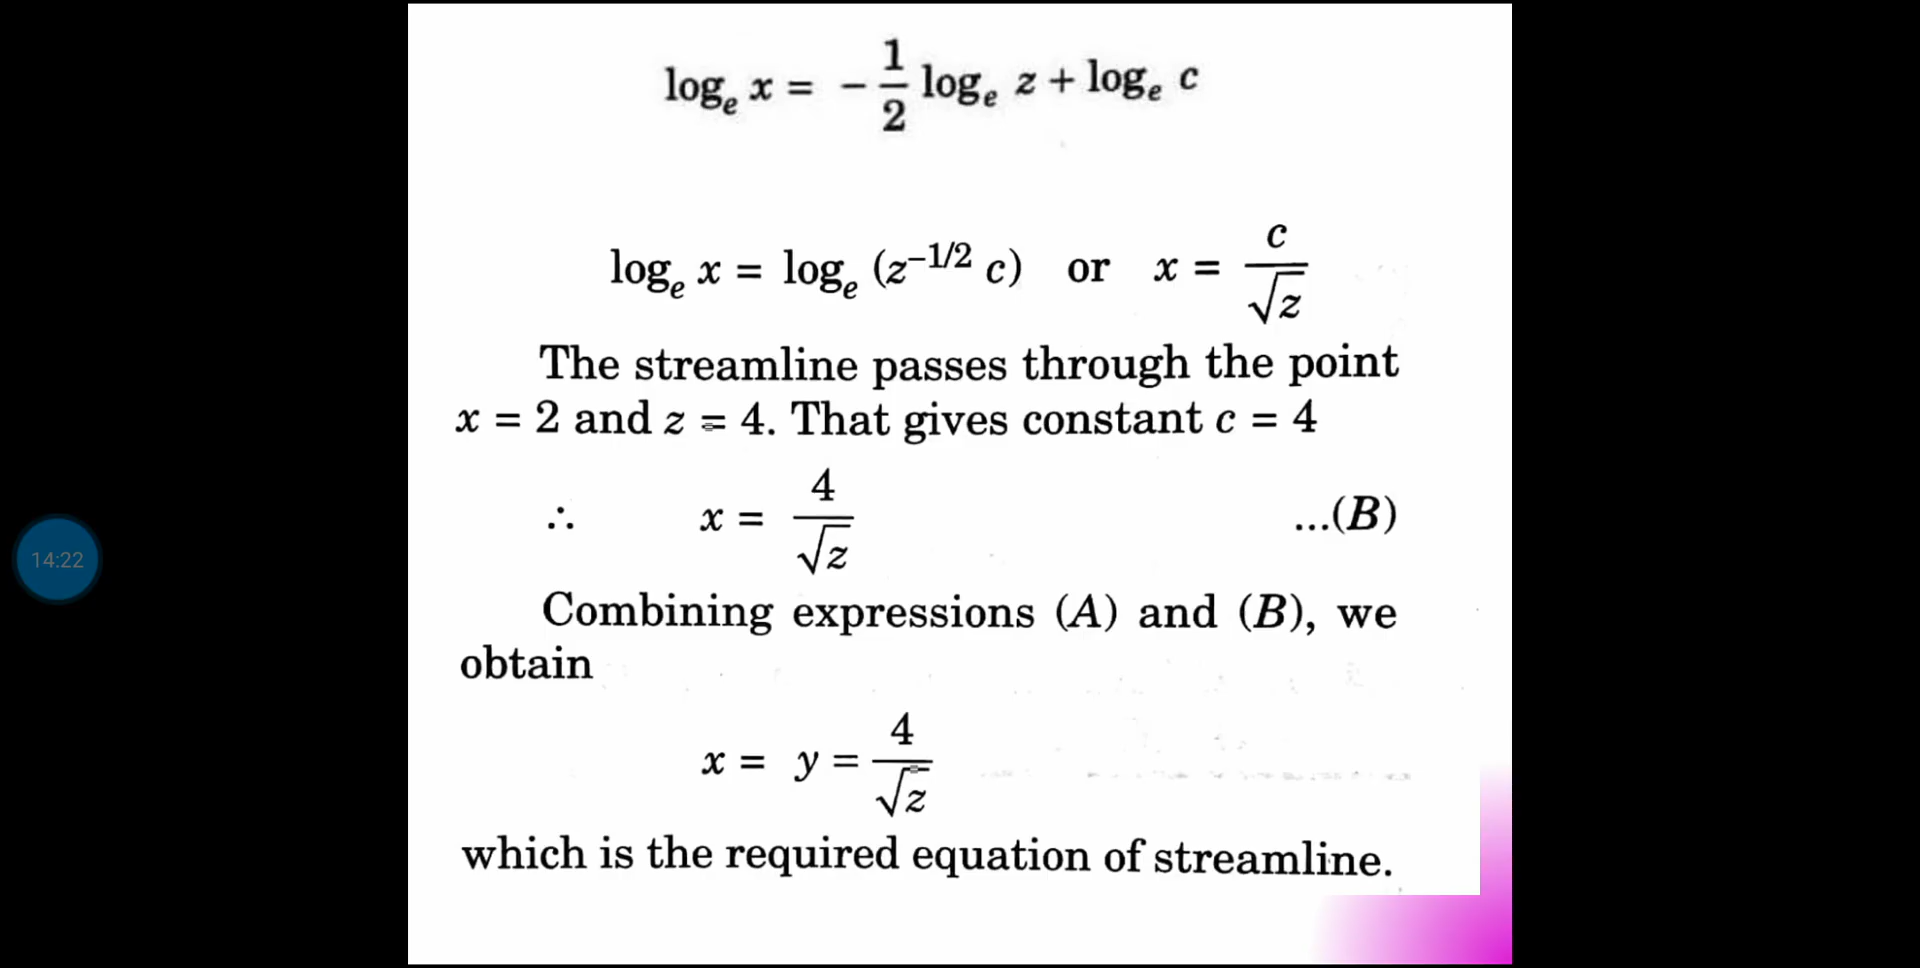 logₑ x = − 1/2 logₑ z + logₑ c
logₑ x = logₑ (z⁻¹/² c) or x = c/√z
The streamline passes through the point
x = 2 and z = 4. That gives constant c = 4
14:22
∴ x = 4/√z ...(B)
Combining expressions (A) and (B), we
obtain
x = y = 4/√z
which is the required equation of streamline.